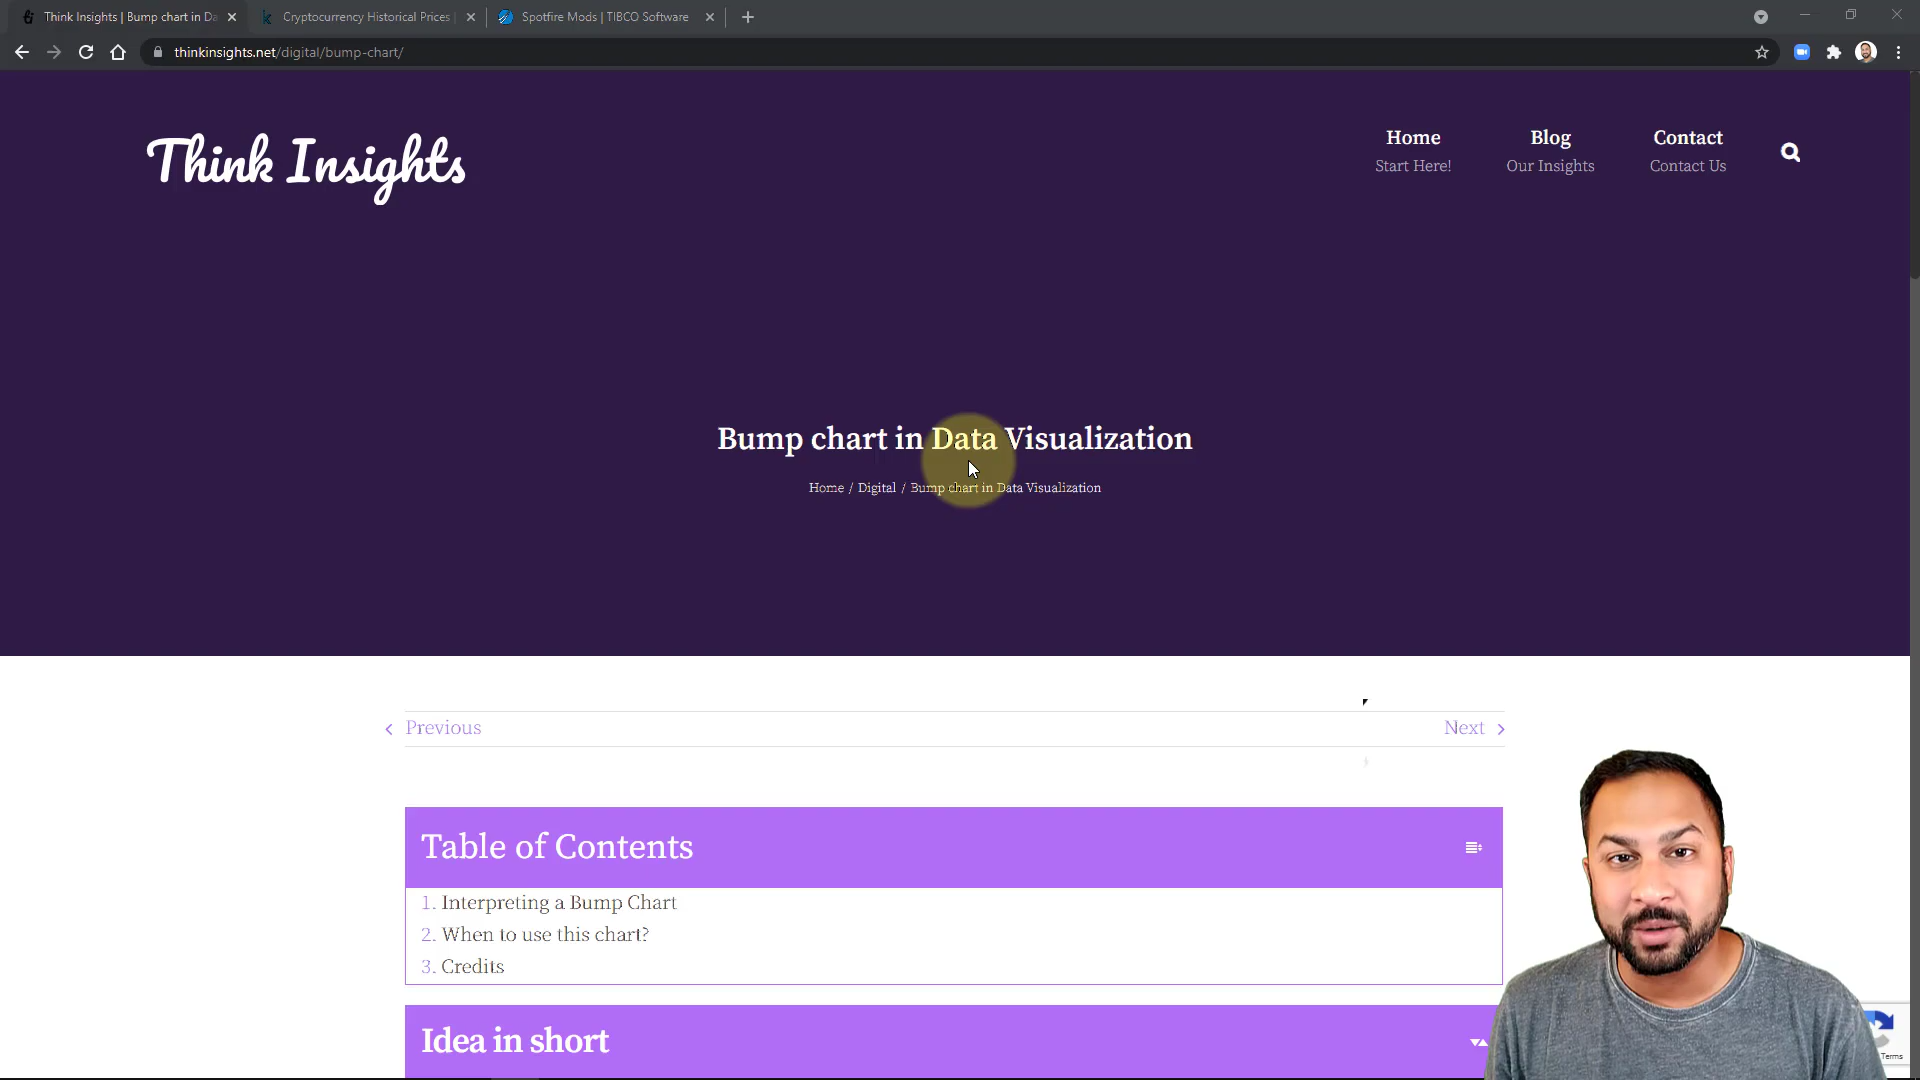 Think Insights | Bump chart in Da
Cryptocurrency Historical Prices |
Spotfire Mods | TIBCO Software
thinkinsights.net/digital/bump-chart/
Think Insights
Home
Blog
Contact
Start Here!
Our Insights
Contact Us
Bump chart in Data Visualization
Home / Digital / Bump chart in Data Visualization
Previous
Next
Table of Contents
1. Interpreting a Bump Chart
2. When to use this chart?
3. Credits
Idea in short
Terms